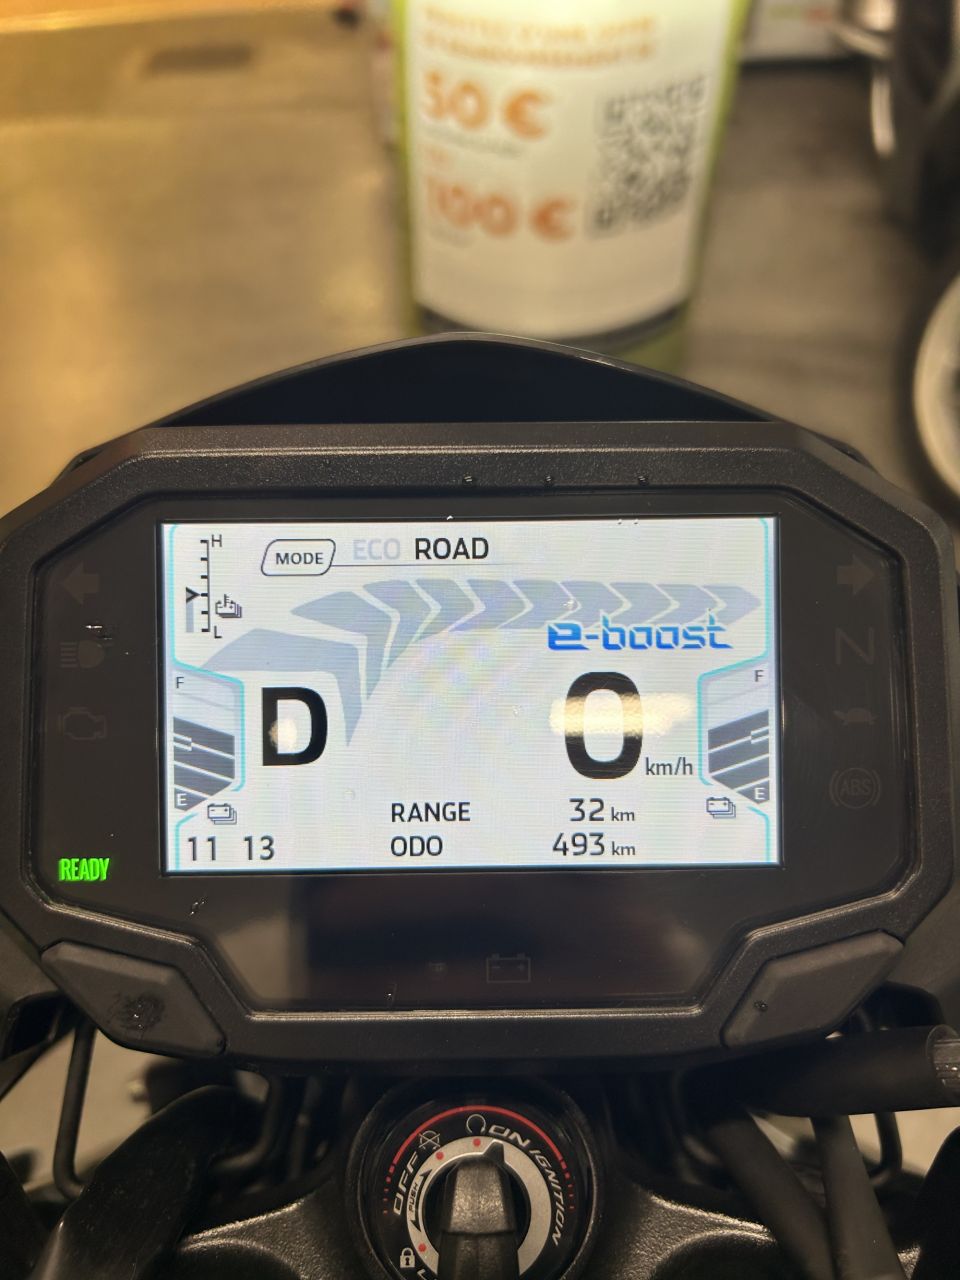 50 €
100 €
H
MODE ECO ROAD
L
e-boost
F
F
D
0 km/h
E
E
RANGE 32 km
11 13 ODO 493 km
READY
ABS
OFF
PUSH
ON IGNITION